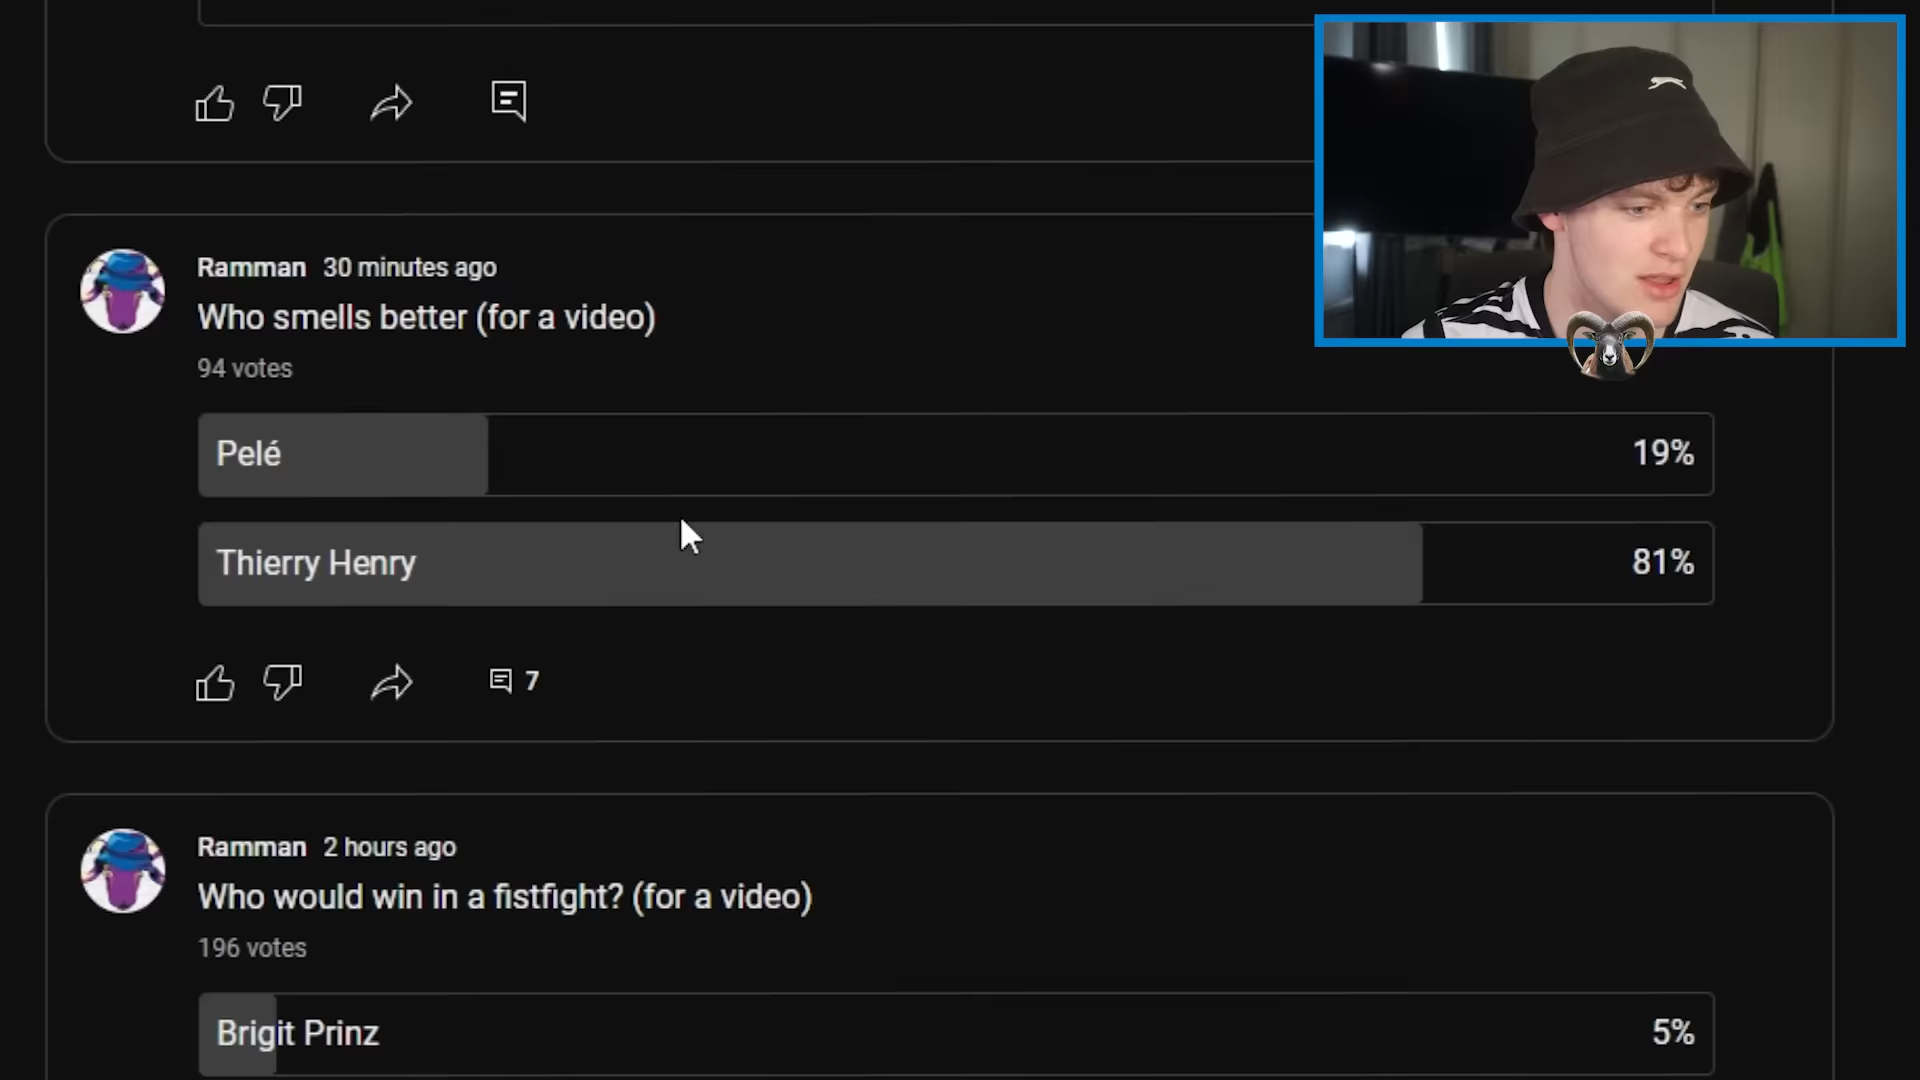 Ramman 30 minutes ago
Who smells better (for a video)
94 votes
Pelé 19%
Thierry Henry 81%
7
Ramman 2 hours ago
Who would win in a fistfight? (for a video)
196 votes
Brigit Prinz 5%